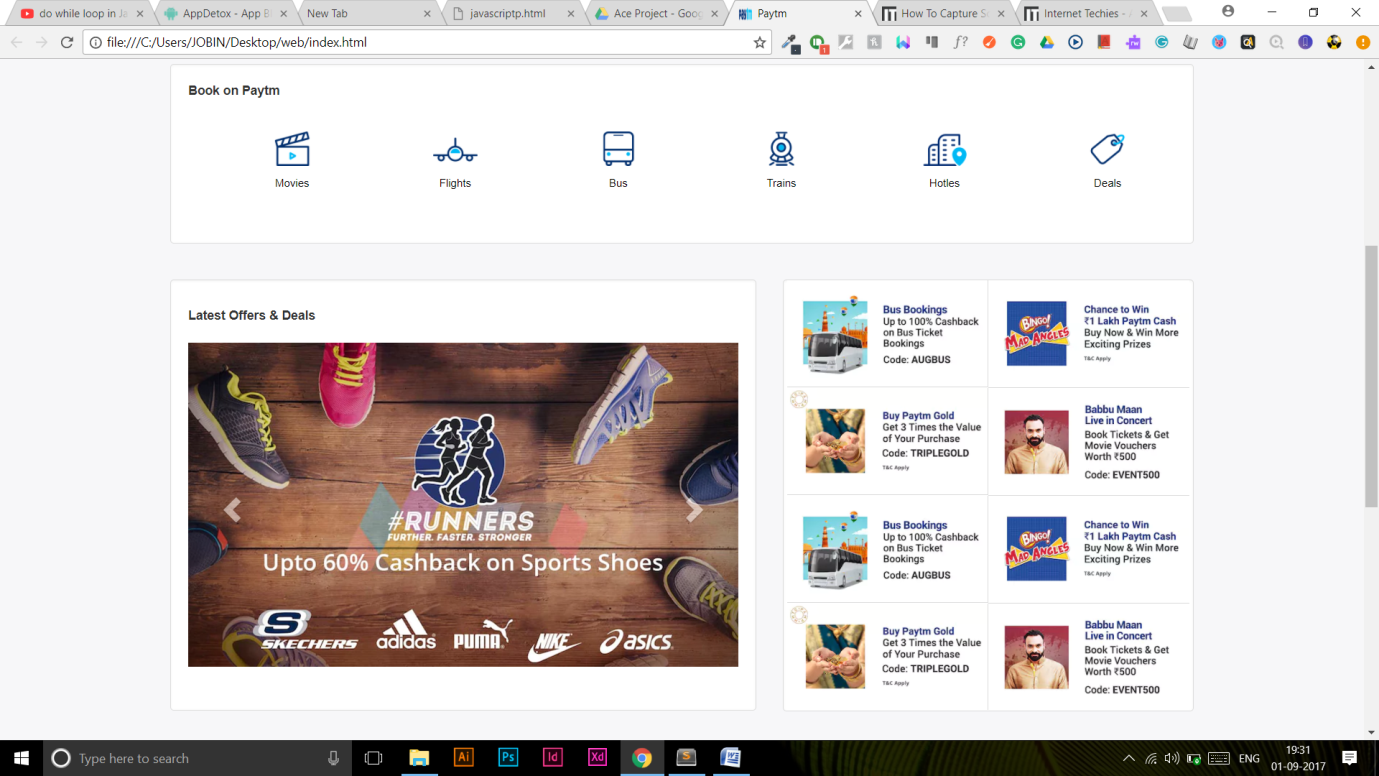 do while loop in Ja
AppDetox - App Bl
New Tab
javascriptp.html
Ace Project - Goog
Paytm
How To Capture Sc
Internet Techies - A
file:///C:/Users/JOBIN/Desktop/web/index.html
f?
1
Book on Paytm
Movies
Flights
Bus
Trains
Hotles
Deals
Latest Offers & Deals
#RUNNERS
FURTHER. FASTER. STRONGER
Upto 60% Cashback on Sports Shoes
SKECHERS
adidas
PUMA
NIKE
asics
Bus Bookings
Up to 100% Cashback
on Bus Ticket
Bookings
Code: AUGBUS
BINGO!
MAD ANGLES
Chance to Win
₹1 Lakh Paytm Cash
Buy Now & Win More
Exciting Prizes
T&C Apply
Buy Paytm Gold
Get 3 Times the Value
of Your Purchase
Code: TRIPLEGOLD
T&C Apply
Babbu Maan
Live in Concert
Book Tickets & Get
Movie Vouchers
Worth ₹500
Code: EVENT500
Bus Bookings
Up to 100% Cashback
on Bus Ticket
Bookings
Code: AUGBUS
BINGO!
MAD ANGLES
Chance to Win
₹1 Lakh Paytm Cash
Buy Now & Win More
Exciting Prizes
T&C Apply
Buy Paytm Gold
Get 3 Times the Value
of Your Purchase
Code: TRIPLEGOLD
T&C Apply
Babbu Maan
Live in Concert
Book Tickets & Get
Movie Vouchers
Worth ₹500
Code: EVENT500
Type here to search
Ai
Ps
Id
Xd
S
W
ENG
19:31
01-09-2017